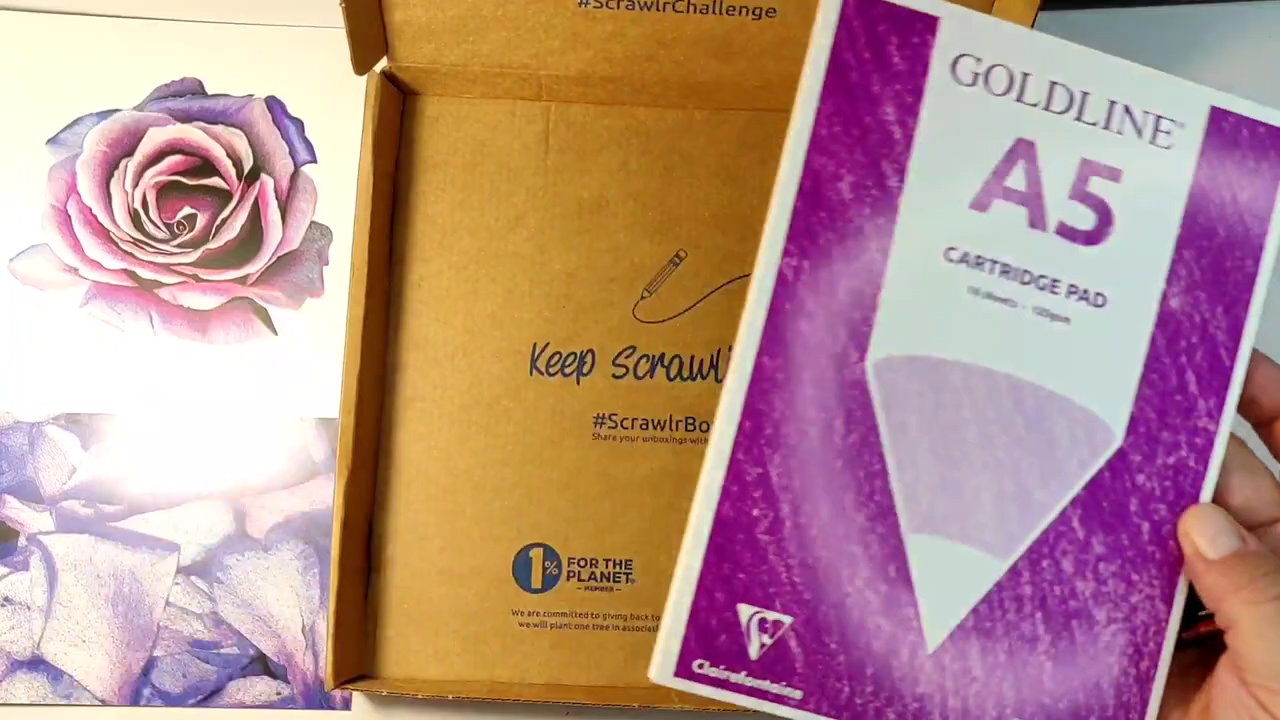 #ScrawlrChallenge
Keep Scrawl
#ScrawlrBo
Share your unboxings with
1%
FOR THE
PLANET
MEMBER
We are committed to giving back to
we will plant one tree in associat
GOLDLINE
A5
CARTRIDGE PAD
Clairefontaine